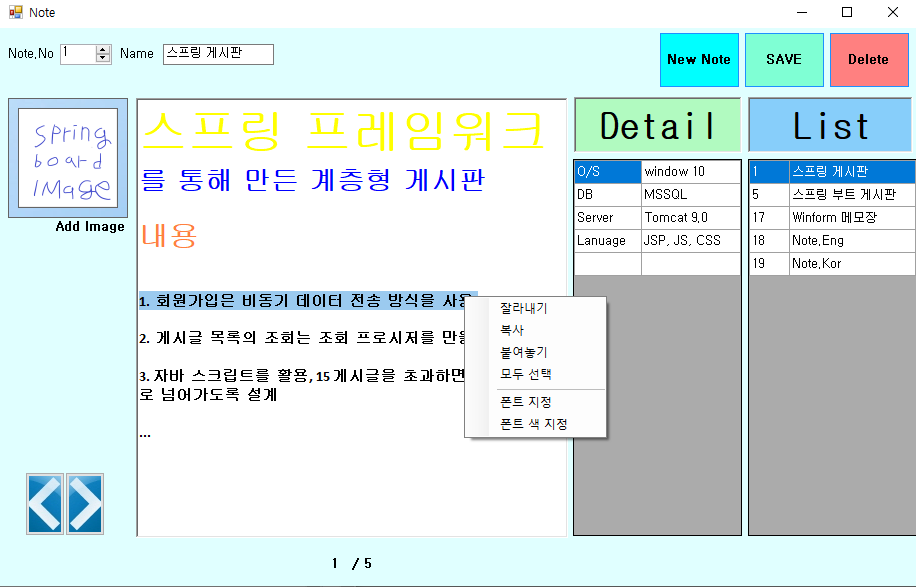 Note
Note.No 1 Name 스프링 게시판
New Note
SAVE
Delete
spring
board
IMage
Add Image
스프링 프레임워크
를 통해 만든 계층형 게시판
내용
1. 회원가입은 비동기 데이터 전송 방식을
2. 게시글 목록의 조회는 조회 프로시저를
3. 자바 스크립트를 활용, 15 게시글을 초과하면
로 넘어가도록 설계
...
잘라내기
복사
붙여놓기
모두 선택
폰트 지정
폰트 색 지정
Detail
O/S window 10
DB MSSQL
Server Tomcat 9.0
Lanuage JSP, JS, CSS
List
1 스프링 게시판
5 스프링 부트 게시판
17 Winform 메모장
18 Note.Eng
19 Note.Kor
1 / 5